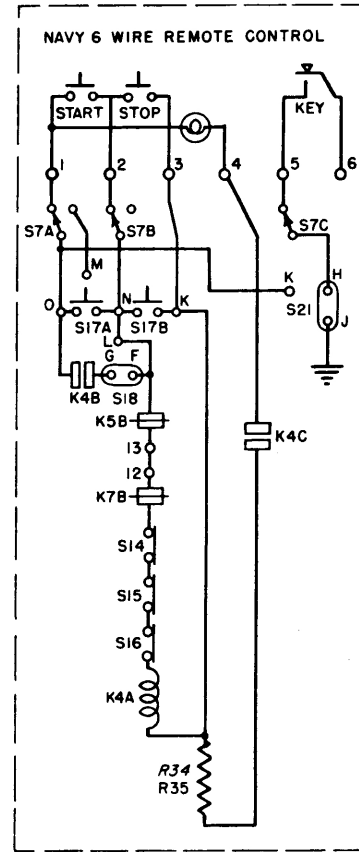 NAVY 6 WIRE REMOTE CONTROL
START STOP
KEY
1 2 3 4 5 6
S7A S7B S7C
M
K H
O N K
S17A S17B
S21
L
J
G F
K4B S18
K5B
K4C
13
12
K7B
S14
S15
S16
K4A
R34
R35